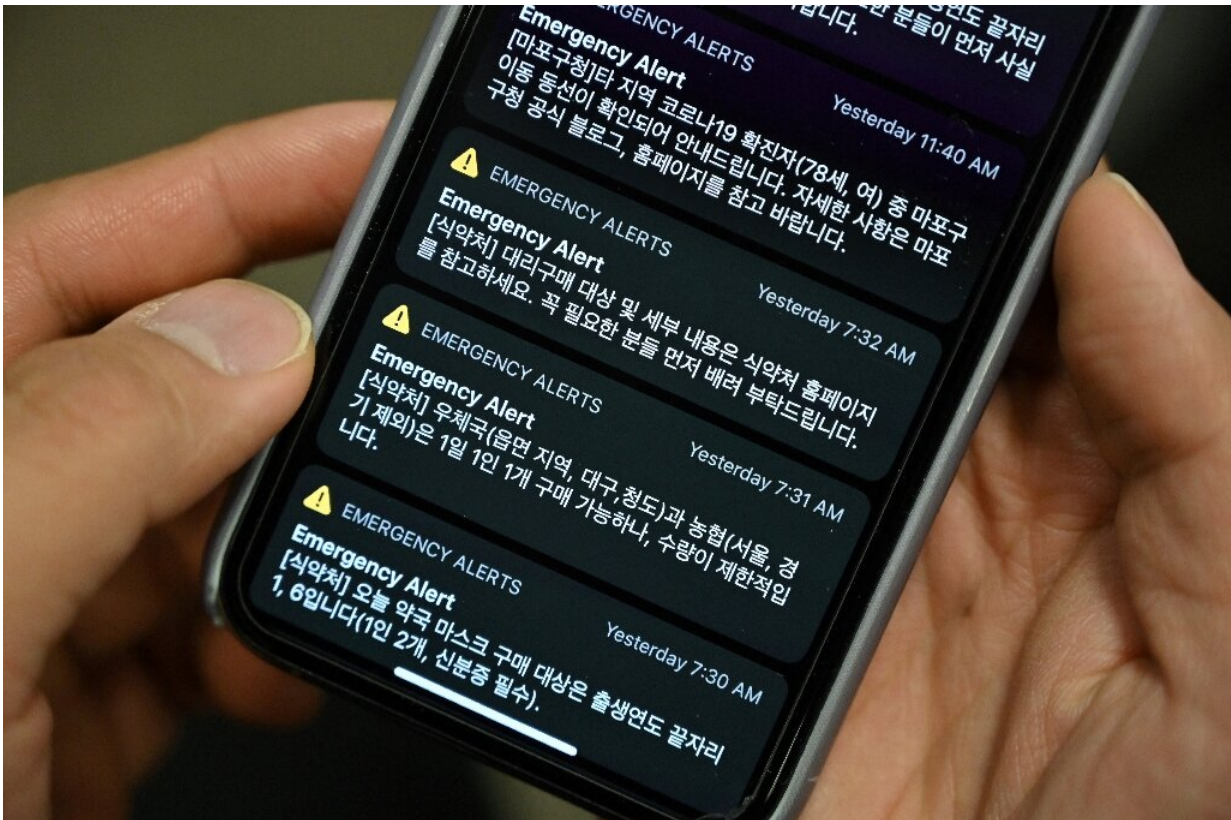 연도 끝자리
한 분들이 먼저 사실
니다.
EMERGENCY ALERTS
Yesterday 11:40 AM
Emergency Alert
[마포구청]타 지역 코로나19 확진자(78세, 여) 중 마포구
이동 동선이 확인되어 안내드립니다. 자세한 사항은 마포
구청 공식 블로그, 홈페이지를 참고 바랍니다.
EMERGENCY ALERTS
Yesterday 7:32 AM
Emergency Alert
[식약처] 대리구매 대상 및 세부 내용은 식약처 홈페이지
를 참고하세요. 꼭 필요한 분들 먼저 배려 부탁드립니다.
EMERGENCY ALERTS
Yesterday 7:31 AM
Emergency Alert
[식약처] 우체국(읍면 지역, 대구,청도)과 농협(서울, 경
기 제외)은 1일 1인 1개 구매 가능하나, 수량이 제한적입
니다.
EMERGENCY ALERTS
Yesterday 7:30 AM
Emergency Alert
[식약처] 오늘 약국 마스크 구매 대상은 출생연도 끝자리
1, 6입니다(1인 2개, 신분증 필수).